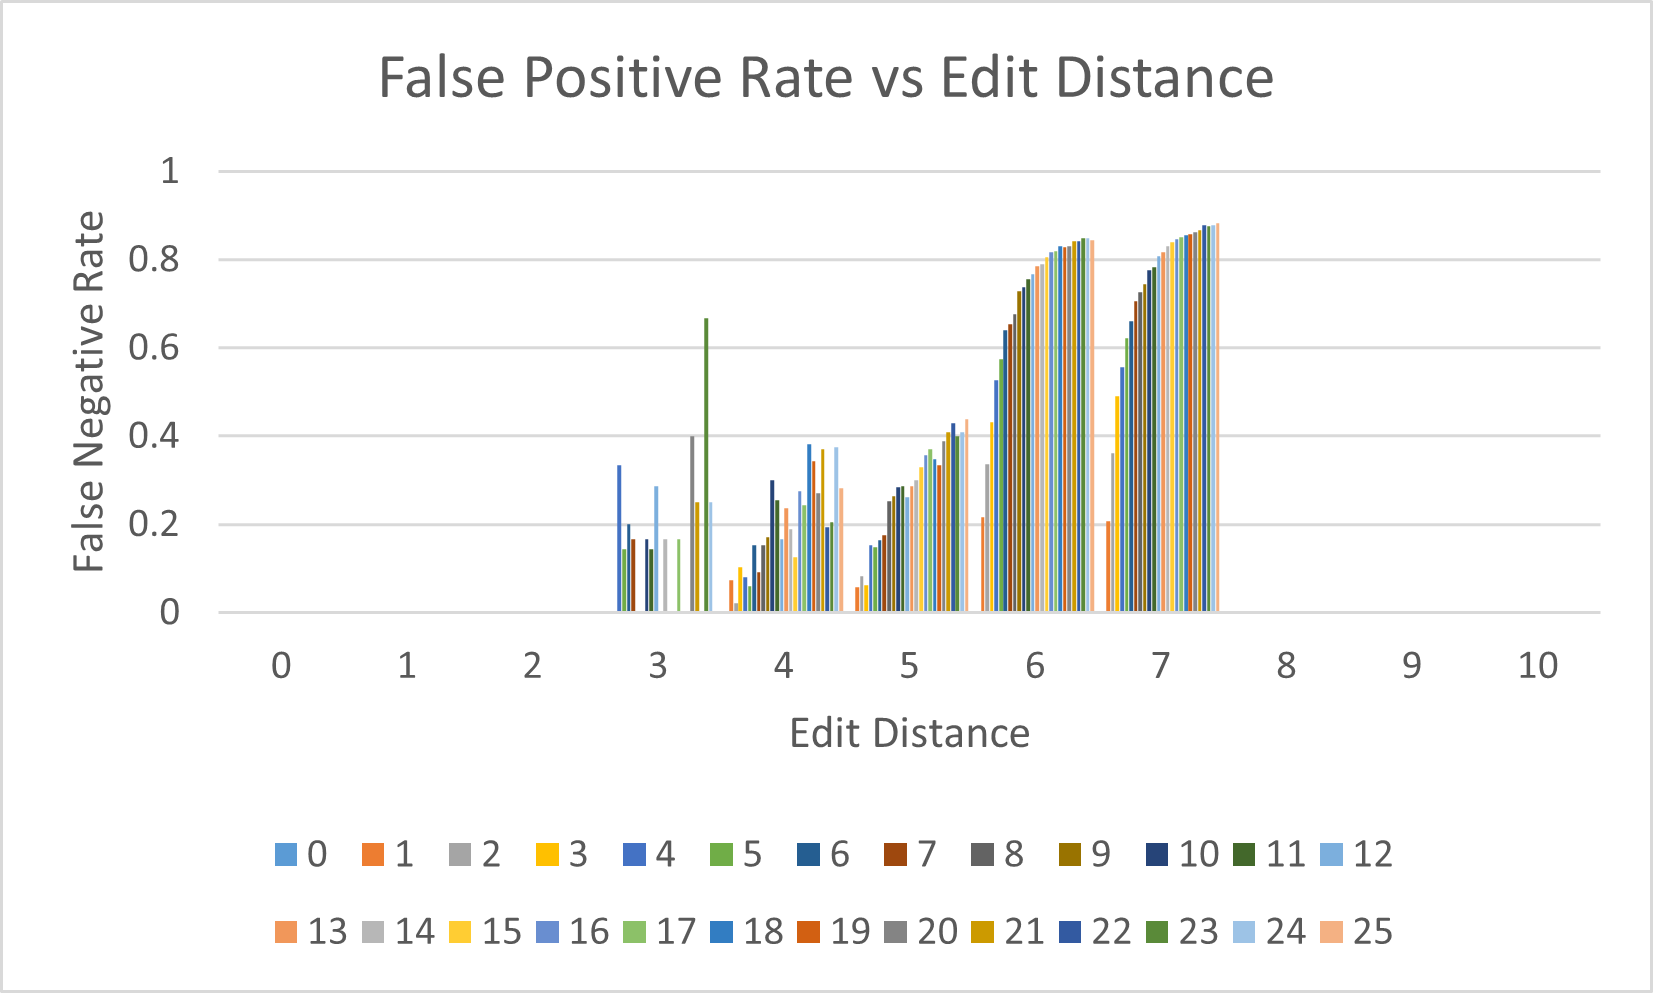 False Positive Rate vs Edit Distance
1
0.8
0.6
0.4
0.2
0
False Negative Rate
0 1 2 3 4 5 6 7 8 9 10
Edit Distance
0 1 2 3 4 5 6 7 8 9 10 11 12
13 14 15 16 17 18 19 20 21 22 23 24 25